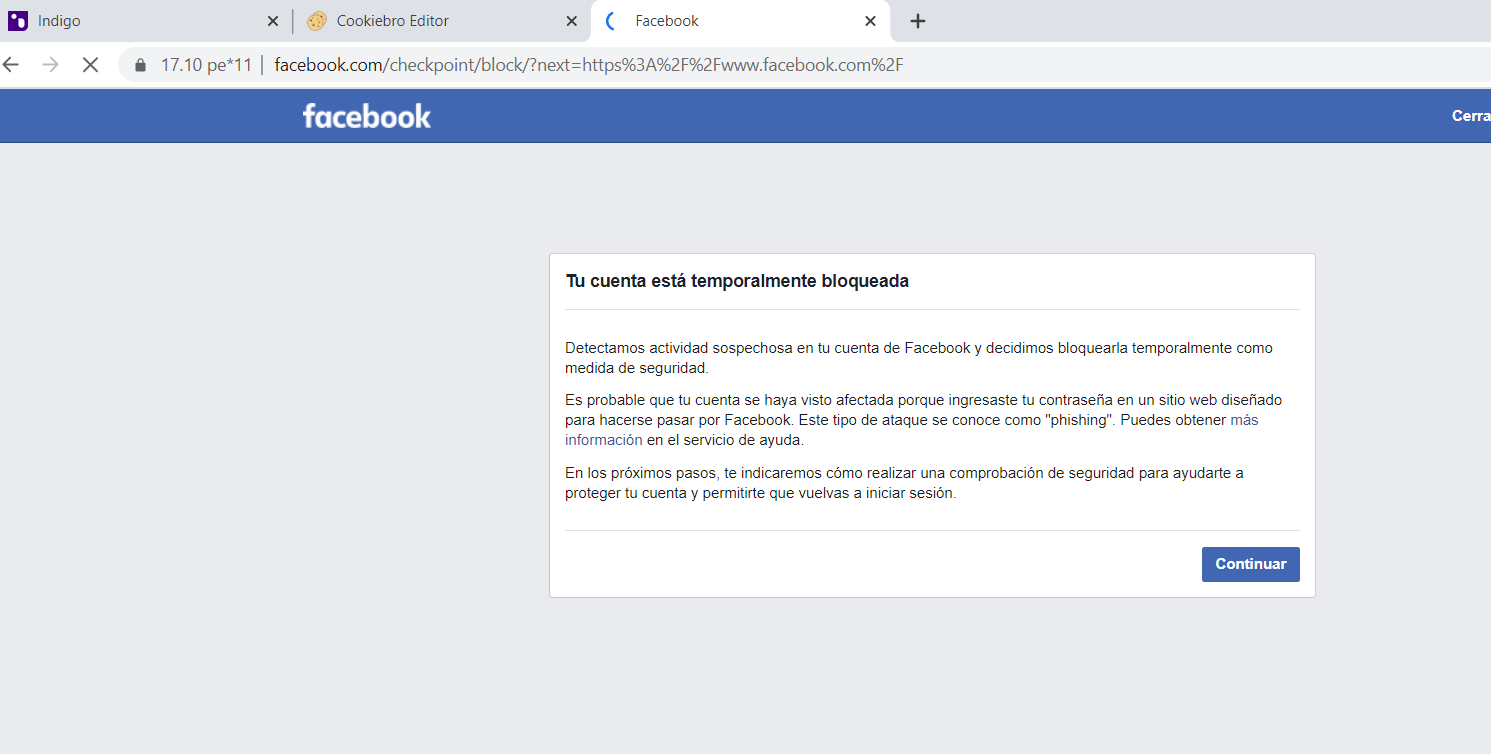 Indigo
Cookiebro Editor
Facebook
17.10 pe*11 | facebook.com/checkpoint/block/?next=https%3A%2F%2Fwww.facebook.com%2F
facebook
Cerra
Tu cuenta está temporalmente bloqueada
Detectamos actividad sospechosa en tu cuenta de Facebook y decidimos bloquearla temporalmente como
medida de seguridad.
Es probable que tu cuenta se haya visto afectada porque ingresaste tu contraseña en un sitio web diseñado
para hacerse pasar por Facebook. Este tipo de ataque se conoce como "phishing". Puedes obtener más
información en el servicio de ayuda.
En los próximos pasos, te indicaremos cómo realizar una comprobación de seguridad para ayudarte a
proteger tu cuenta y permitirte que vuelvas a iniciar sesión.
Continuar